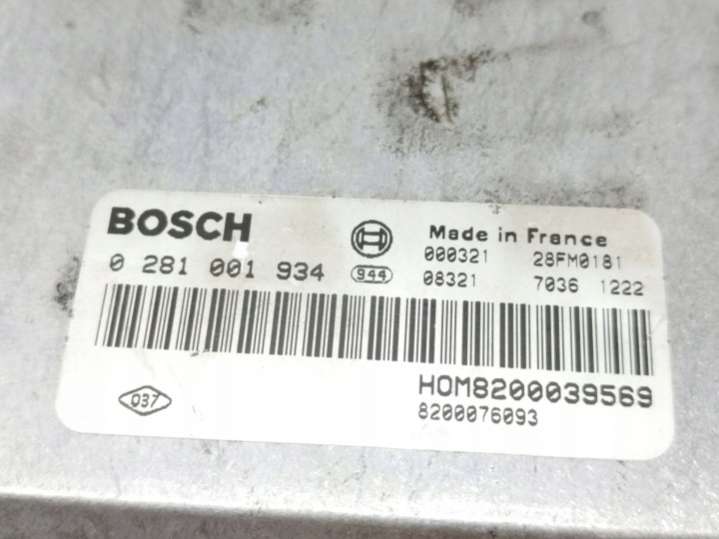 BOSCH
Made in France
000321 28FM0181
0 281 001 934 944
08321 7036 1222
HOM8200039569
037
8200076093